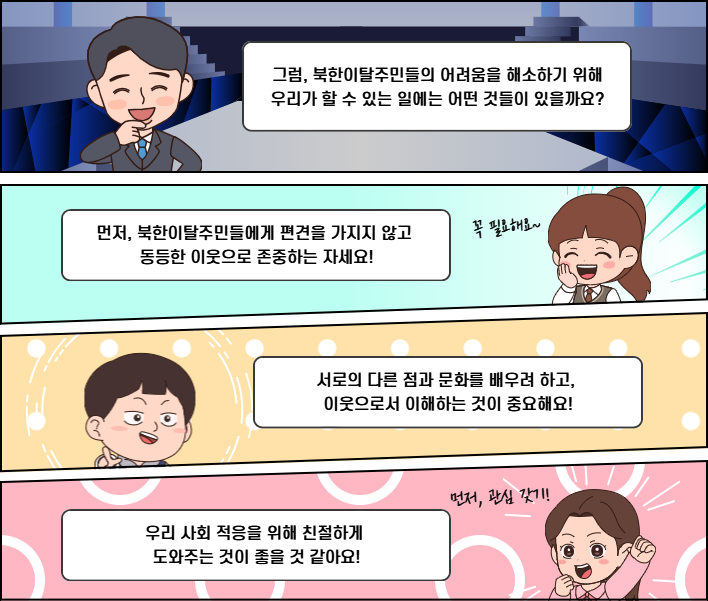 그럼, 북한이탈주민들의 어려움을 해소하기 위해
우리가 할 수 있는 일에는 어떤 것들이 있을까요?
먼저, 북한이탈주민들에게 편견을 가지지 않고
동등한 이웃으로 존중하는 자세요!
꼭 필요해요~
서로의 다른 점과 문화를 배우려 하고,
이웃으로서 이해하는 것이 중요해요!
먼저, 관심 갖기!
우리 사회 적응을 위해 친절하게
도와주는 것이 좋을 것 같아요!